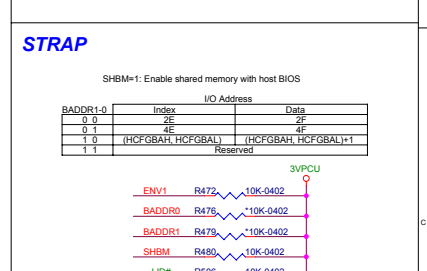 STRAP
SHBM=1: Enable shared memory with host BIOS
I/O Address
BADDR1-0 Index Data
0 0 2E 2F
0 1 4E 4F
1 0 (HCFGBAH, HCFGBAL) (HCFGBAH, HCFGBAL)+1
1 1 Reserved
3VPCU
ENV1 R472 10K-0402
BADDR0 R476 *10K-0402
BADDR1 R479 *10K-0402
C
SHBM R480 10K-0402